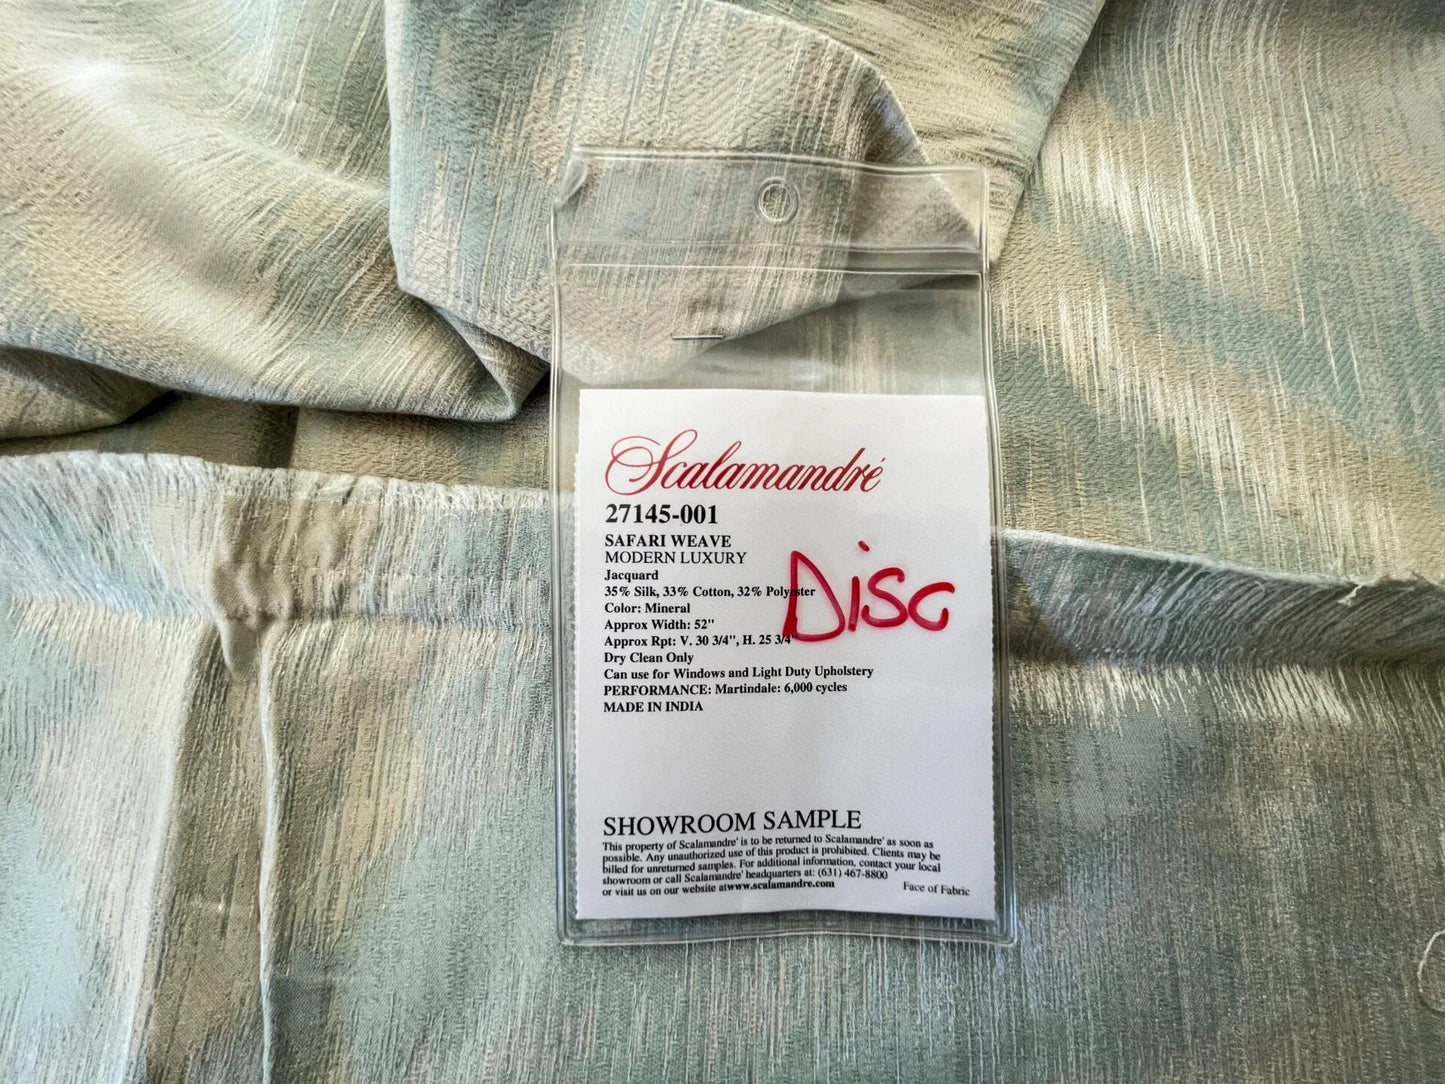 Scalamandré
27145-001
SAFARI WEAVE
MODERN LUXURY
Jacquard
35% Silk, 33% Cotton, 32% Polyester
Color: Mineral
Approx Width: 52"
Approx Rpt: V. 30 3/4", H. 25 3/4"
Disc
Dry Clean Only
Can use for Windows and Light Duty Upholstery
PERFORMANCE: Martindale: 6,000 cycles
MADE IN INDIA
SHOWROOM SAMPLE
This property of Scalamandre' is to be returned to Scalamandre' as soon as
possible. Any unauthorized use of this product is prohibited. Clients may be
billed for unreturned samples. For additional information, contact your local
showroom or call Scalamandre' headquarters at: (631) 467-8800
or visit us on our website atwww.scalamandre.com
Face of Fabric